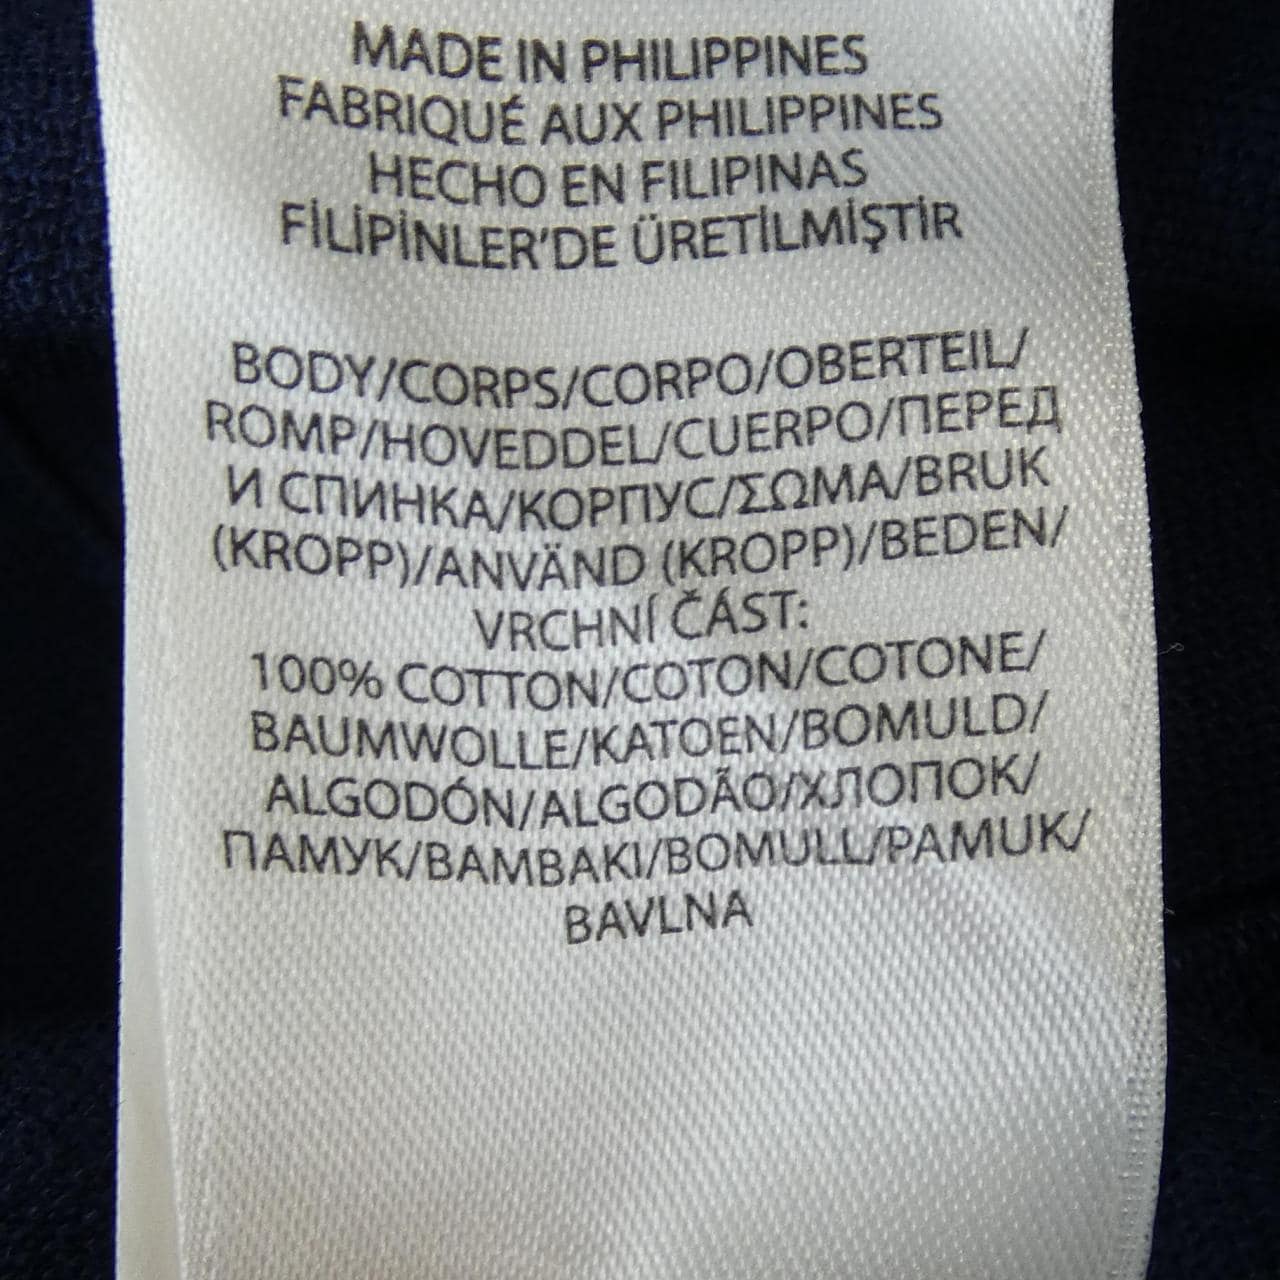 MADE IN PHILIPPINES
FABRIQUÉ AUX PHILIPPINES
HECHO EN FILIPINAS
FİLİPİNLER'DE ÜRETİLMİŞTİR
BODY/CORPS/CORPO/OBERTEIL/
ROMP/HOVEDDEL/CUERPO/ПЕРЕД
И СПИНКА/КОРПУС/ΣΩΜΑ/BRUK
(KROPP)/ANVÄND (KROPP)/BEDEN/
VRCHNÍ ČÁST:
100% COTTON/COTON/COTONE/
BAUMWOLLE/KATOEN/BOMULD/
ALGODÓN/ALGODÃO/ХЛОПОК/
ПАМУК/ΒΑΜΒΑΚΙ/BOMULL/PAMUK/
BAVLNA